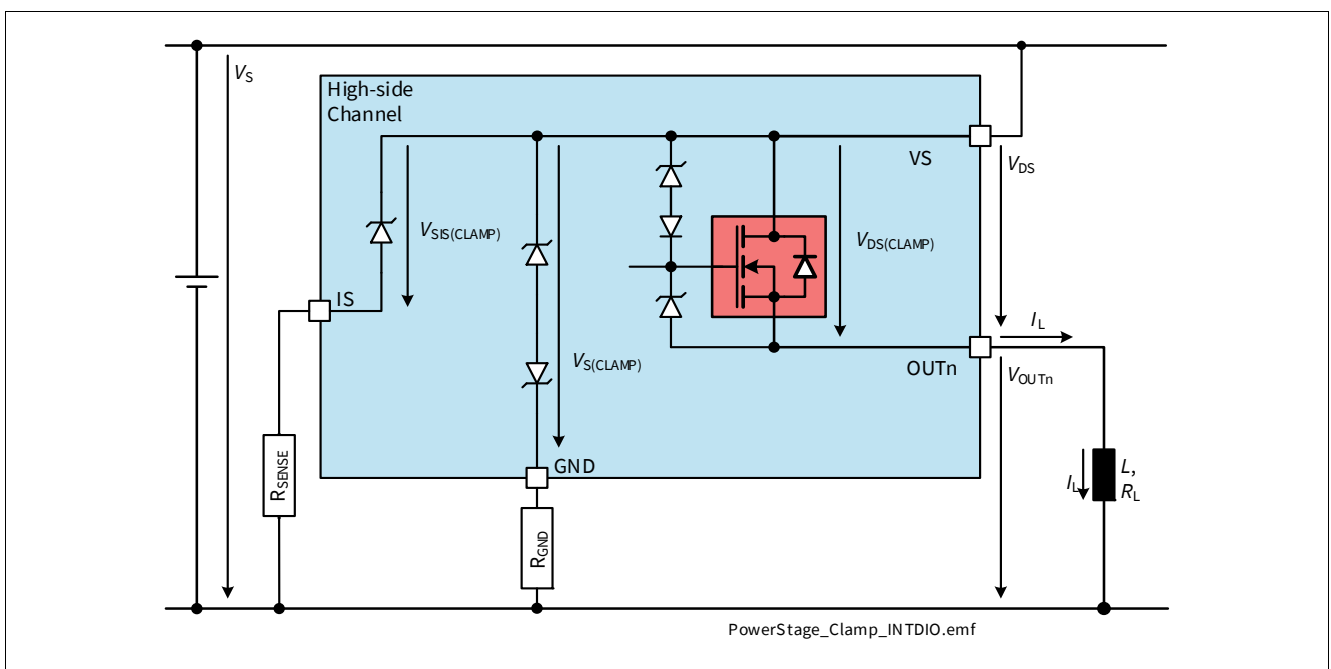 High-side
Channel
VS
VS
VDS
VSIS(CLAMP)
VDS(CLAMP)
IS
IL
VS(CLAMP)
OUTn
VOUTn
GND
RSENSE
RGND
IL
L,
RL
PowerStage_Clamp_INTDIO.emf